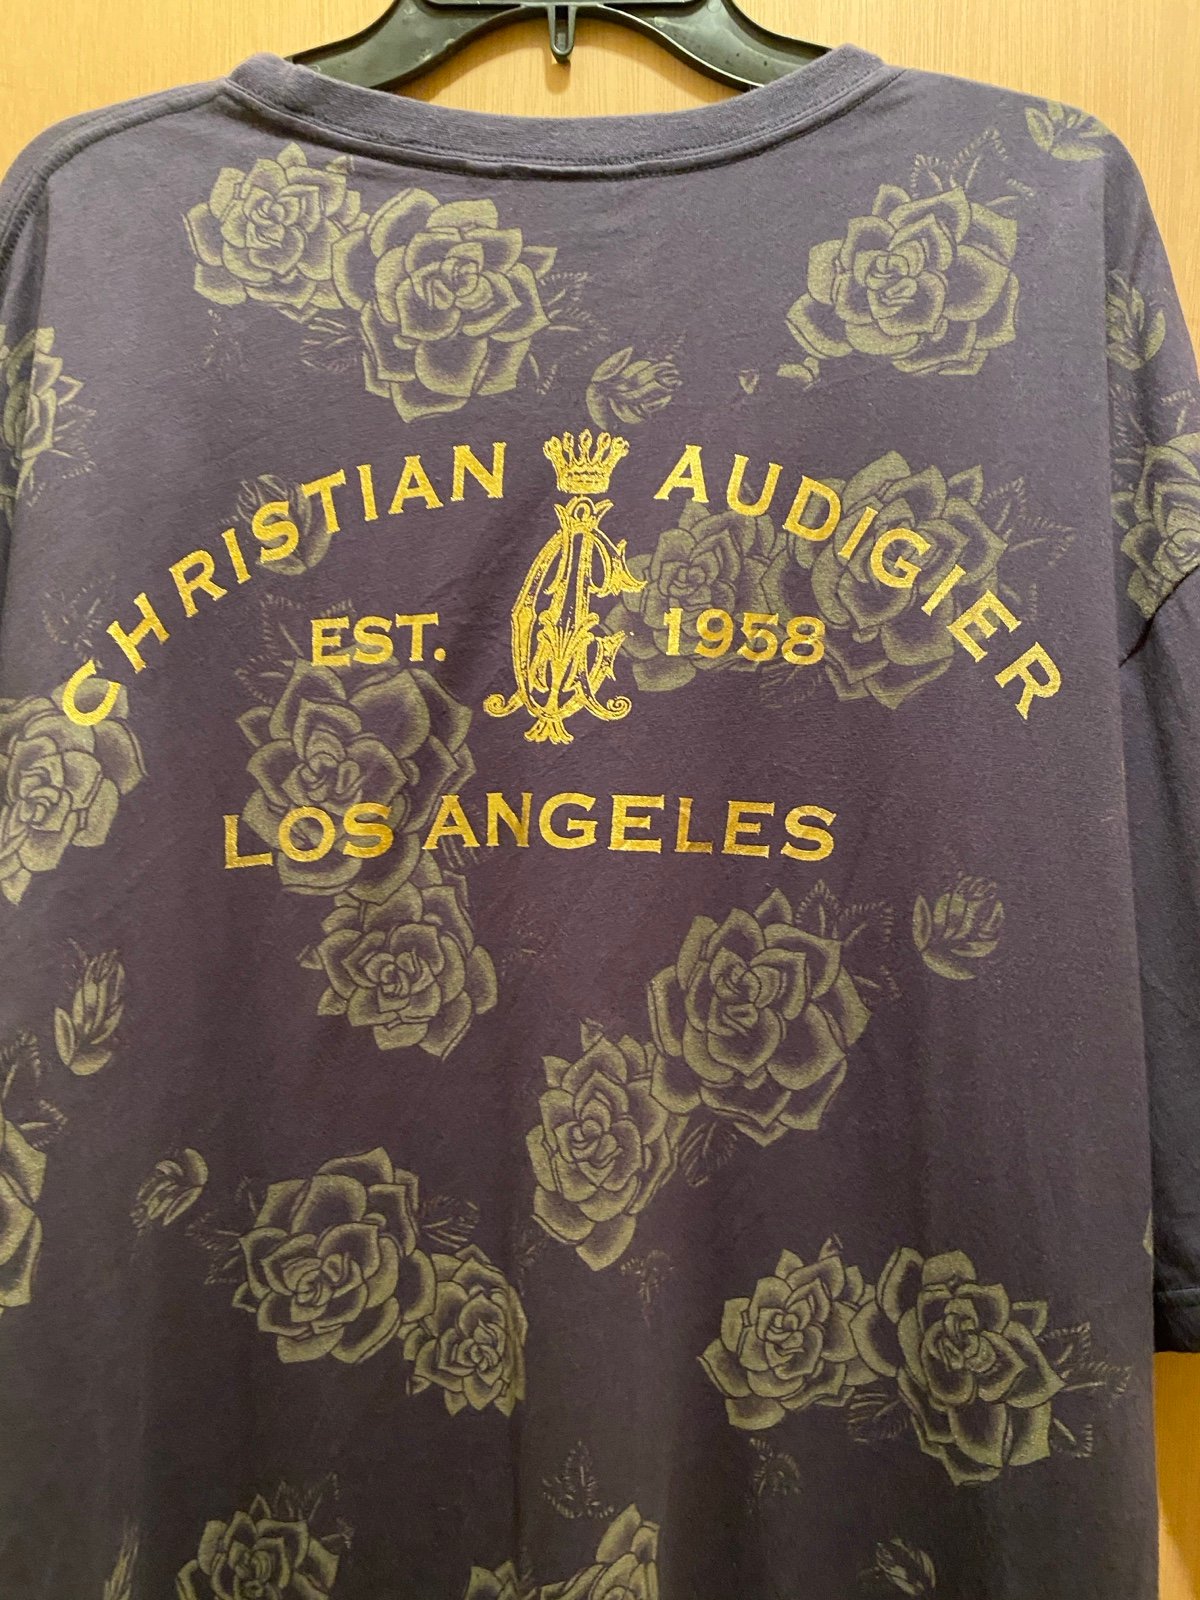 CHRISTIAN AUDIGIER
EST. 1958
LOS ANGELES